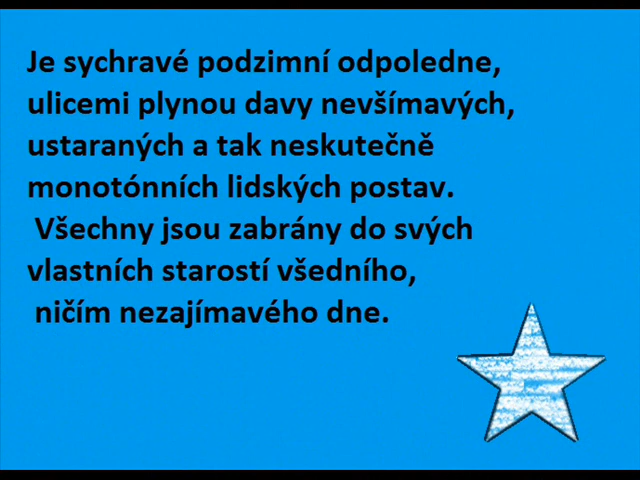 Je sychravé podzimní odpoledne,
ulicemi plynou davy nevšímavých,
ustaraných a tak neskutečně
monotónních lidských postav.
Všechny jsou zabrány do svých
vlastních starostí všedního,
ničím nezajímavého dne.